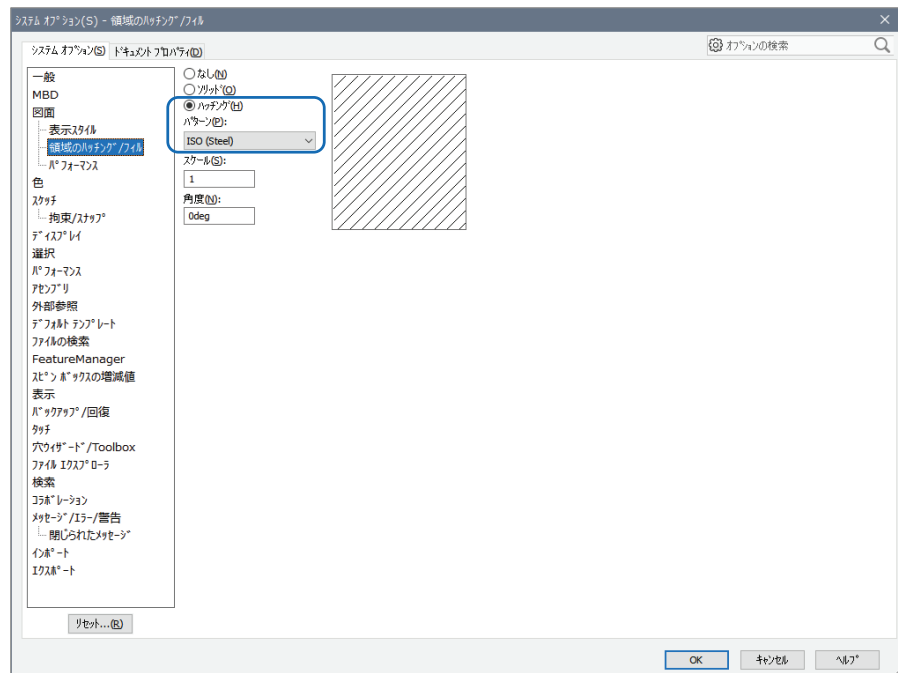 ｼｽﾃﾑ ｵﾌﾟｼｮﾝ(S) - 領域のﾊｯﾁﾝｸﾞ/ﾌｨﾙ
ｼｽﾃﾑ ｵﾌﾟｼｮﾝ(S) ﾄﾞｷｭﾒﾝﾄ ﾌﾟﾛﾊﾟﾃｨ(D)
ｵﾌﾟｼｮﾝの検索
一般
MBD
図面
表示ｽﾀｲﾙ
領域のﾊｯﾁﾝｸﾞ/ﾌｨﾙ
ﾊﾟﾌｫｰﾏﾝｽ
色
ｽｹｯﾁ
拘束/ｽﾅｯﾌﾟ
ﾃﾞｨｽﾌﾟﾚｲ
選択
ﾊﾟﾌｫｰﾏﾝｽ
ｱｾﾝﾌﾞﾘ
外部参照
ﾃﾞﾌｫﾙﾄ ﾃﾝﾌﾟﾚｰﾄ
ﾌｧｲﾙの検索
FeatureManager
ｽﾋﾟﾝ ﾎﾞｯｸｽの増減値
表示
ﾊﾞｯｸｱｯﾌﾟ/回復
ﾀｯﾁ
穴ｳｨｻﾞｰﾄﾞ/Toolbox
ﾌｧｲﾙ ｴｸｽﾌﾟﾛｰﾗ
検索
ｺﾗﾎﾞﾚｰｼｮﾝ
ﾒｯｾｰｼﾞ/ｴﾗｰ/警告
閉じられたﾒｯｾｰｼﾞ
ｲﾝﾎﾟｰﾄ
ｴｸｽﾎﾟｰﾄ
ﾘｾｯﾄ...(R)
なし(N)
ｿﾘｯﾄﾞ(O)
ﾊｯﾁﾝｸﾞ(H)
ﾊﾟﾀｰﾝ(P):
ISO (Steel)
ｽｹｰﾙ(S):
1
角度(N):
0deg
OK ｷｬﾝｾﾙ ﾍﾙﾌﾟ